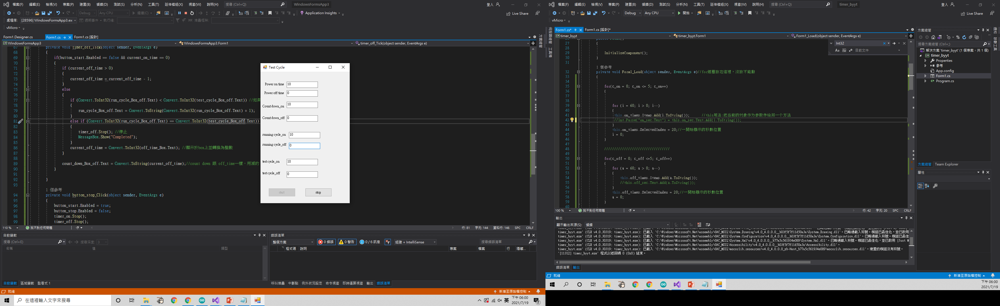 檔案(F) 編輯(E) 檢視(V) 專案(P) 建置(B) 偵錯(D) 測試(S) 分析(N) 工具(T) 延伸模組(X) 視窗(W) 說明(H) 搜尋 (Ctrl+Q) WindowsFormsApp3 登入
Debug Any CPU 繼續(C) Application Insights Live Share
處理序: [28596] WindowsFormsApp3.ex 週期事件 執行緒: 堆疊框架:
vMicro
Form1.Designer.cs Form1.cs Form1.cs [設計]
WindowsFormsApp3 WindowsFormsApp3.Form1 timer_off_Tick(object sender, EventArgs e)
67 private void timer_off_Tick(object sender, EventArgs e)
68 {
69 if(button_start.Enabled == false && current_on_time == 0)
70 {
71 if (current_off_time > 0)
72 {
73 current_off_time = current_off_time - 1;
74 }
75 else
76 {
77 if (Convert.ToInt32(run_cycle_Box_off.Text) < Convert.ToInt32(test_cycle_Box_off.Text)) //如果
78 {
79 run_cycle_Box_off.Text = Convert.ToString(Convert.ToInt32(run_cycle_Box_off.Text) + 1);
80 }
81 else if (Convert.ToInt32(run_cycle_Box_off.Text) == Convert.ToInt32(test_cycle_Box_off.Text))
82 {
83 timer_off.Stop(); //停止
84 MessageBox.Show("Completed");
85 }
86 current_off_time = Convert.ToInt32(off_time_Box.Text); //顯示於box上並轉換為整數
87 }
88
89 count_down_Box_off.Text = Convert.ToString(current_off_time);//count down 跟 off_time一樣，用減的
90 }
91
92 }
93
1 個參考
94 private void button_stop_Click(object sender, EventArgs e)
95 {
96 button_start.Enabled = true;
97 button_stop.Enabled = false;
98 timer_on.Stop();
99 timer_off.Stop();
110 % 找不到任何問題 行: 81 字元: 144 資料行: 146 SPC CRLF
Test Cycle
Power on time 10
Power off time 0
Count down_on 10
Count down_off 0
running cycle_on 10
running cycle_off 0
test cycle_on 10
test cycle_off 0
start stop
自動變數
搜尋 (Ctrl+E) 搜尋深度: 3
名稱 值 類型
自動變數 區域變數 監看式 1
錯誤清單
整個方案 0 錯誤 0 警告 0 / 6 訊息 組建 + IntelliSense 搜尋錯誤清單
程式碼 說明 專案 檔案 行 隱藏...
呼叫堆疊 中斷點 例外狀況設定 命令視窗 即時運算視窗 輸出 錯誤清單
就緒 新增至原始檔控制
在這裡輸入文字來搜尋 英 下午 06:00
2021/7/19 2
檔案(F) 編輯(E) 檢視(V) 專案(P) 建置(B) 偵錯(D) 測試(S) 分析(N) 工具(T) 延伸模組(X) 視窗(W) 說明(H) 搜尋 (Ctrl+Q) timer_byyt 登入
Debug Any CPU 開始 Live Share
vMicro
伺服器總管 工具箱
Form1.cs* Form1.cs [設計]*
timer_byyt timer_byyt.Form1 Form1_Load(object sender, EventArgs e)
Int32
Aa 目前文件
27 {
28
29 InitializeComponent();
30 }
31
1 個參考
32 private void Form1_Load(object sender, EventArgs e)//for迴圈放在這裡，沒放不能動
33 {
34
35 for(c_on = 0; c_on <= 5; c_on++)
36 {
37
38
39 for (i = 60; i > 0; i--)
40 {
41 this.on_times.Items.Add(i.ToString()); //this用法:把当前的对象作为参数传给另一个方法
42 //int.Parse("on_sec.Text") = this.on_sec.Text.Add(i.ToString());
43 }
44 this.on_times.SelectedIndex = 20;//一開始顯示的秒數位置
45 i = 0;
46 }
47
48 /////////////////////////////////
49
50 for(c_off = 0; c_off <=5; c_off++)
51 {
52 for (a = 60; a > 0; a--)
53 {
54 this.off_times.Items.Add(a.ToString());
55 //this.off_sec.Text.Add(a.ToString());
56 }
57 this.off_times.SelectedIndex = 20;//一開始顯示的秒數位置
58 a = 0;
59 }
60
100 % 找不到任何問題 行: 42 字元: 20 SPC CRLF
輸出
顯示輸出來源(S): 偵錯
timer_byyt.exe' (CLR v4.0.30319: timer_byyt.exe): 已載入 'C:\Windows\Microsoft.Net\assembly\GAC_MSIL\System.Drawing\v4.0_4.0.0.0__b03f5f7f11d50a3a\System.Drawing.dll'。已略過載入符號。模組已最佳化，並已啟用
timer_byyt.exe' (CLR v4.0.30319: timer_byyt.exe): 已載入 'C:\Windows\Microsoft.Net\assembly\GAC_MSIL\System.Configuration\v4.0_4.0.0.0__b03f5f7f11d50a3a\System.Configuration.dll'。已略過載入符號。模組已最佳
timer_byyt.exe' (CLR v4.0.30319: timer_byyt.exe): 已載入 'C:\Windows\Microsoft.Net\assembly\GAC_MSIL\System.Xml\v4.0_4.0.0.0__b77a5c561934e089\System.Xml.dll'。已略過載入符號。模組已最佳化，並已啟用 [Just M
timer_byyt.exe' (CLR v4.0.30319: timer_byyt.exe): 已載入 'C:\Windows\Microsoft.Net\assembly\GAC_MSIL\Accessibility\v4.0_4.0.0.0__b03f5f7f11d50a3a\Accessibility.dll'。
timer_byyt.exe' (CLR v4.0.30319: timer_byyt.exe): 已載入 'C:\Windows\Microsoft.Net\assembly\GAC_MSIL\mscorlib.resources\v4.0_4.0.0.0_zh-Hant_b77a5c561934e089\mscorlib.resources.dll'。建置的模組沒有符號。
'[11312] timer_byyt.exe' 程式以返回碼 0 (0x0) 結束。
錯誤清單 輸出
方案總管
搜尋方案總管 (Ctrl+;)
解決方案 'timer_byyt' (1 個專案，共 1 個)
timer_byyt
Properties
參考
App.config
Form1.cs
Program.cs
方案總管 Team Explorer
屬性
就緒 新增至原始檔控制
下午 06:00
2021/7/19